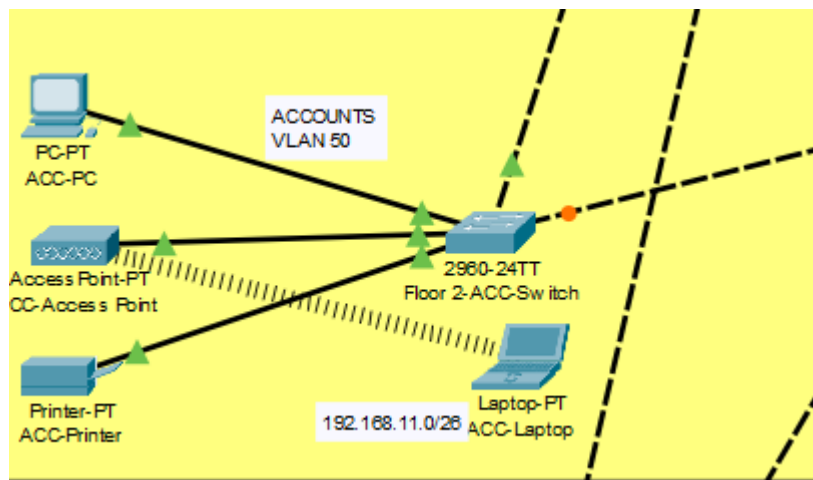 ACCOUNTS
VLAN 50
PC-PT
ACC-PC
Access Point-PT
CC-Access Point
2960-24TT
Floor 2-ACC-Switch
Printer-PT
ACC-Printer
192.168.11.0/26
Laptop-PT
ACC-Laptop